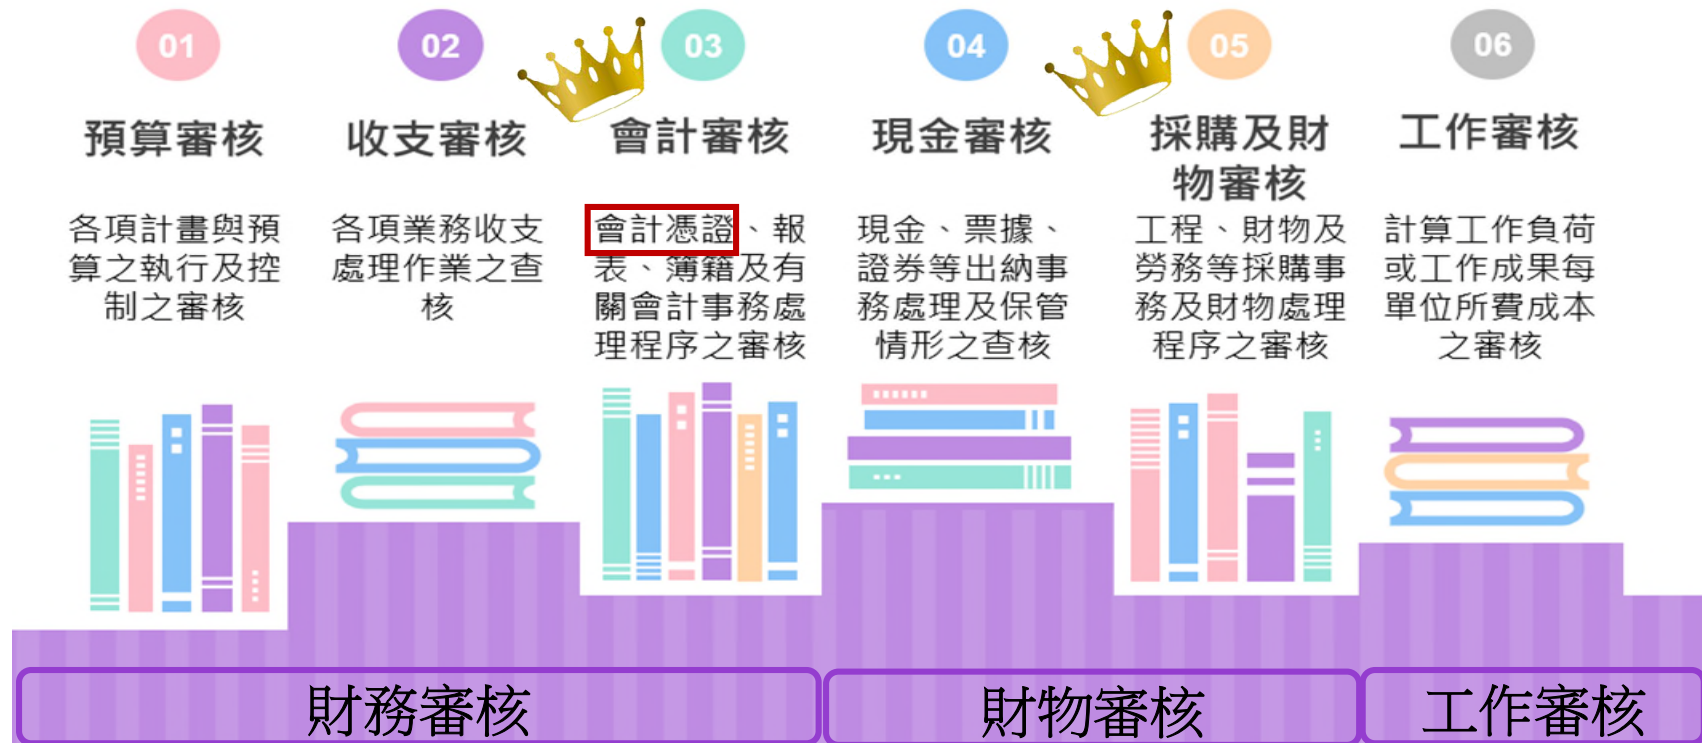 01
預算審核
各項計畫與預
算之執行及控
制之審核
02
收支審核
各項業務收支
處理作業之查
核
03
會計審核
會計憑證、報
表、簿籍及有
關會計事務處
理程序之審核
04
現金審核
現金、票據、
證券等出納事
務處理及保管
情形之查核
05
採購及財
物審核
工程、財物及
勞務等採購事
務及財物處理
程序之審核
06
工作審核
計算工作負荷
或工作成果每
單位所費成本
之審核
財務審核
財物審核
工作審核